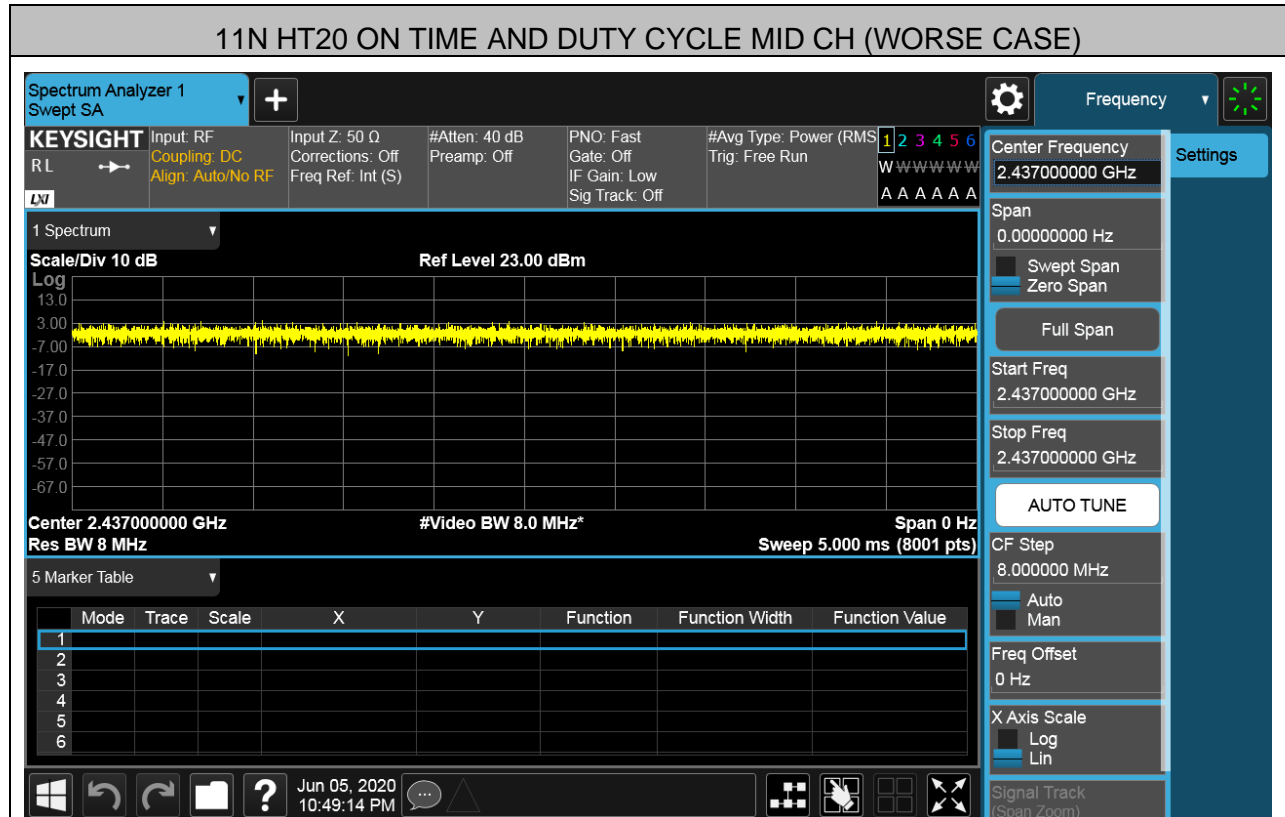 11N HT20 ON TIME AND DUTY CYCLE MID CH (WORSE CASE)
Spectrum Analyzer 1
Swept SA
Frequency
KEYSIGHT Input: RF Input Z: 50 Ω #Atten: 40 dB PNO: Fast #Avg Type: Power (RMS 1 2 3 4 5 6
RL Coupling: DC Corrections: Off Preamp: Off Gate: Off Trig: Free Run
Align: Auto/No RF Freq Ref: Int (S) IF Gain: Low W W W W W W
LXI Sig Track: Off A A A A A A
1 Spectrum
Scale/Div 10 dB Ref Level 23.00 dBm
Log
13.0
3.00
-7.00
-17.0
-27.0
-37.0
-47.0
-57.0
-67.0
Center 2.437000000 GHz #Video BW 8.0 MHz* Span 0 Hz
Res BW 8 MHz Sweep 5.000 ms (8001 pts)
5 Marker Table
Mode Trace Scale X Y Function Function Width Function Value
1
2
3
4
5
6
? Jun 05, 2020
10:49:14 PM
Center Frequency
2.437000000 GHz
Settings
Span
0.00000000 Hz
Swept Span
Zero Span
Full Span
Start Freq
2.437000000 GHz
Stop Freq
2.437000000 GHz
AUTO TUNE
CF Step
8.000000 MHz
Auto
Man
Freq Offset
0 Hz
X Axis Scale
Log
Lin
Signal Track
(Span Zoom)